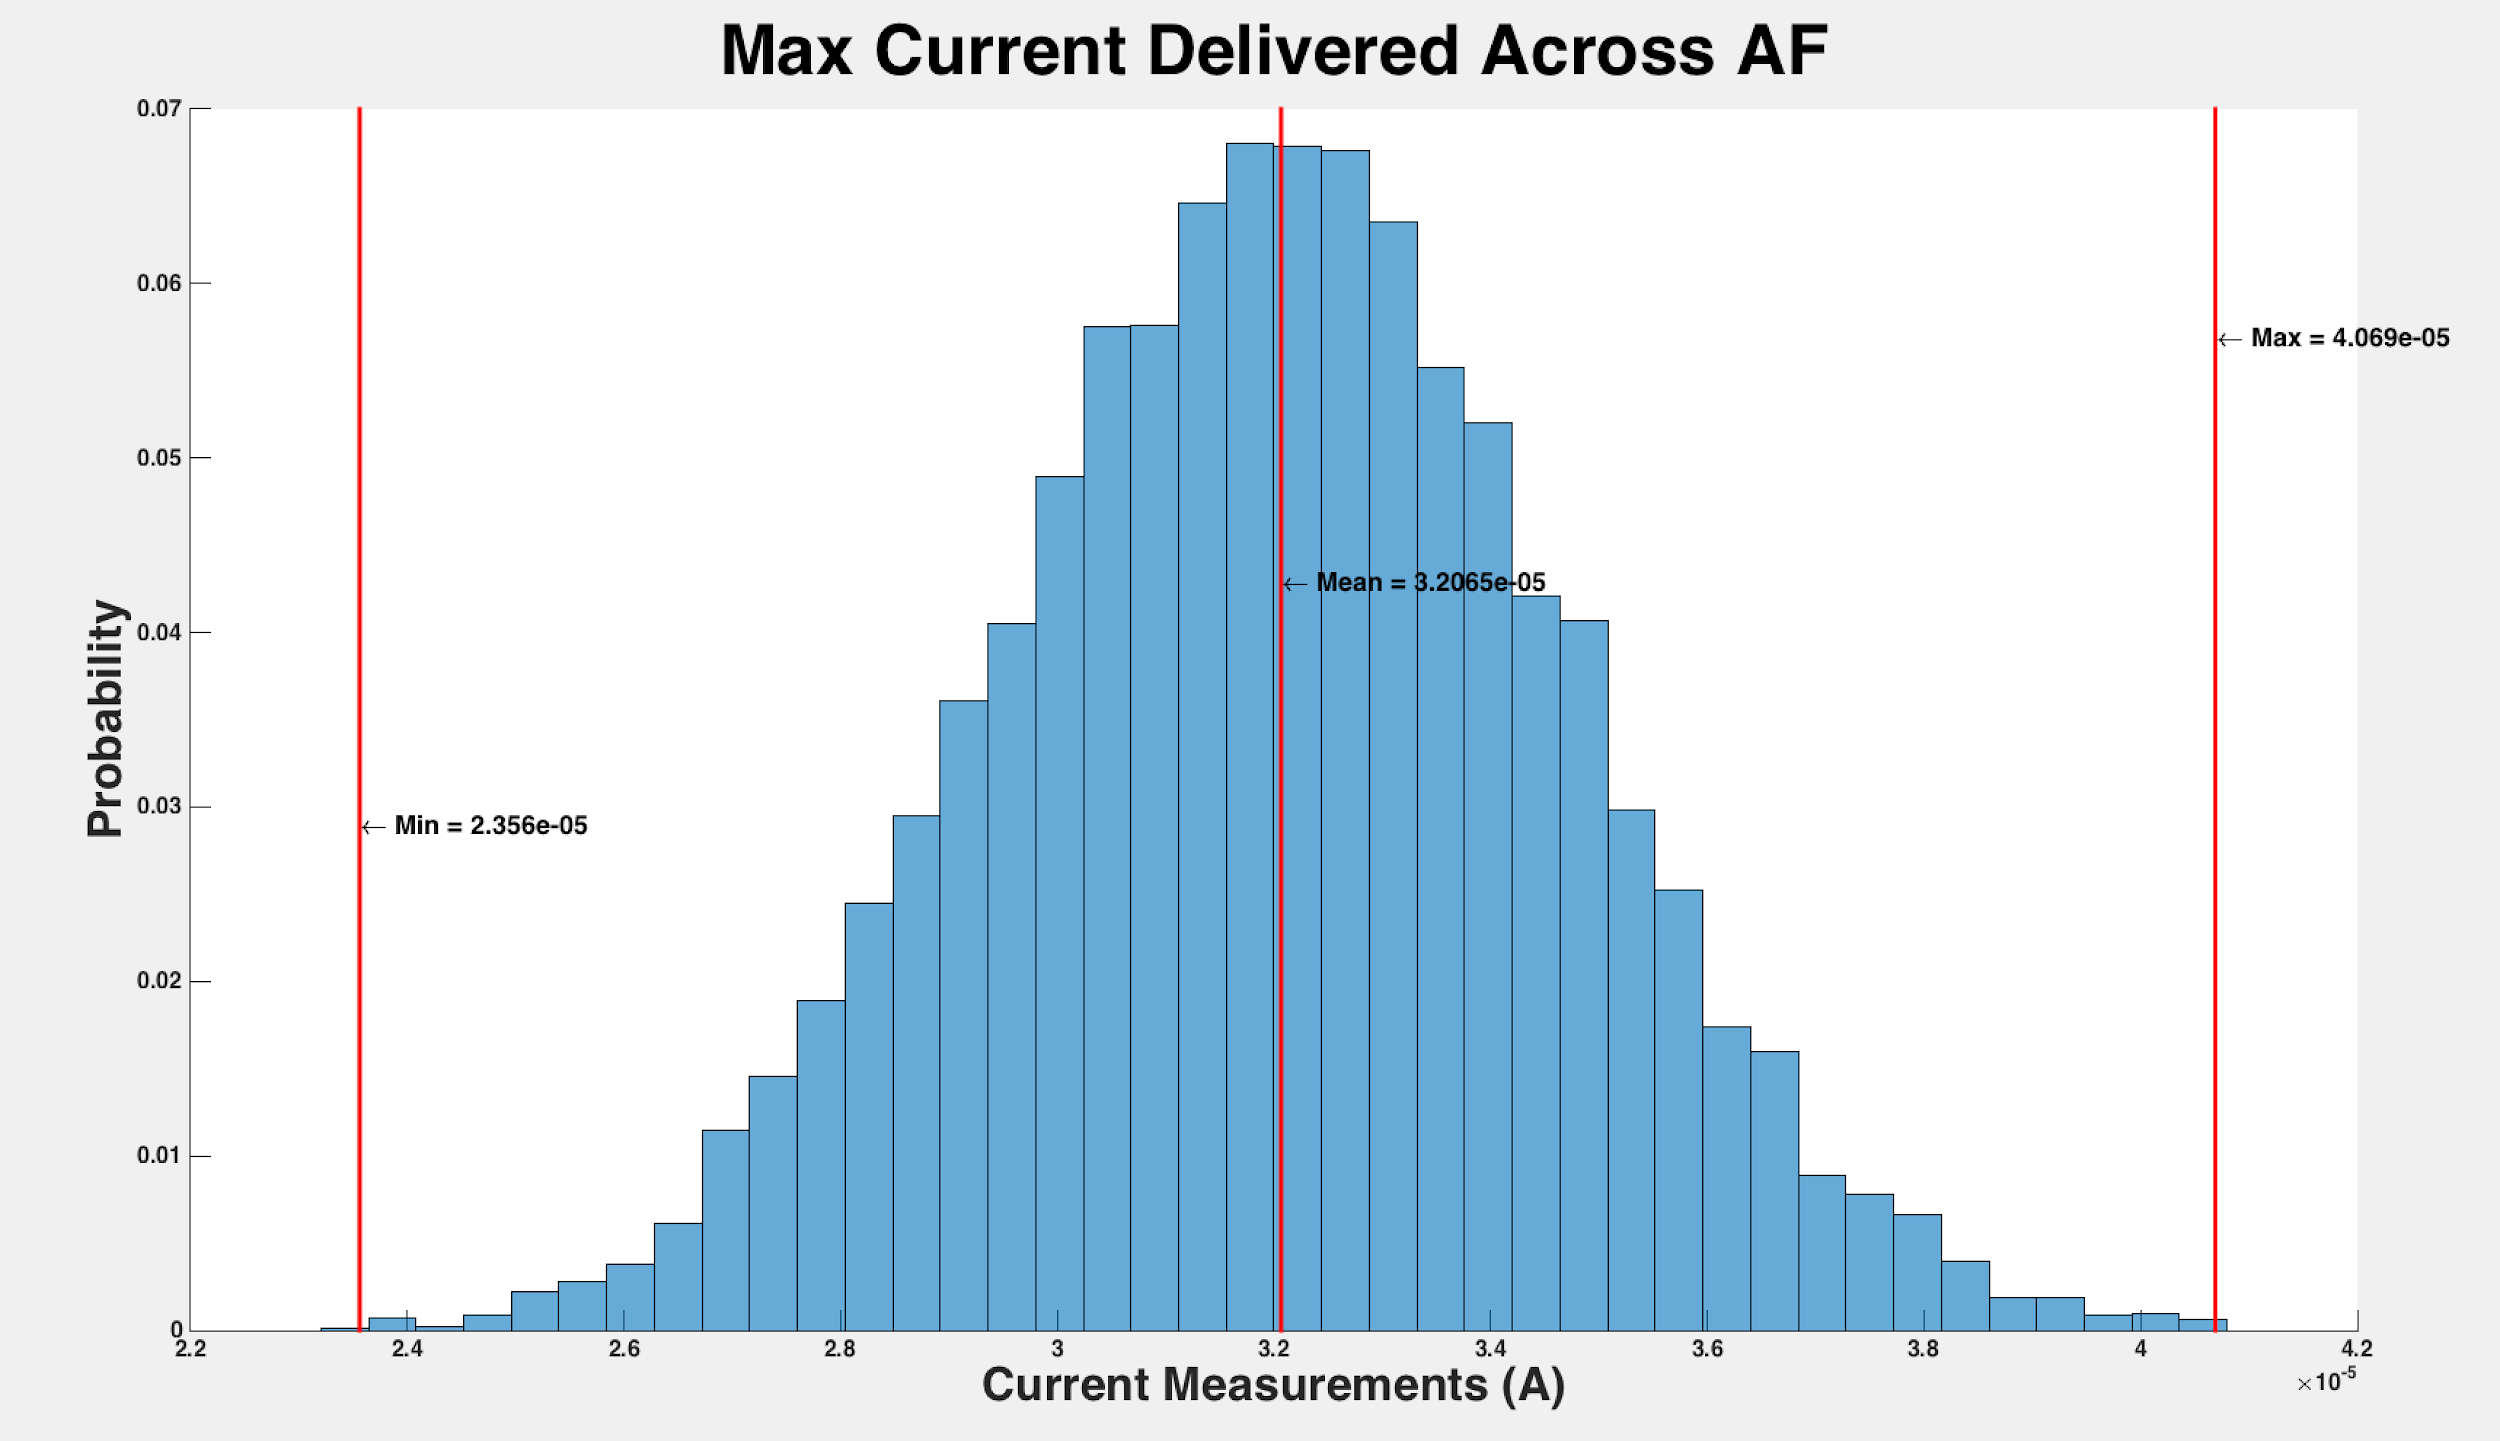 Max Current Delivered Across AF
0.07
0.06
0.05
0.04
0.03
0.02
0.01
0
Probability
← Max = 4.069e-05
← Mean = 3.2065e-05
← Min = 2.356e-05
2.2 2.4 2.6 2.8 3 3.2 3.4 3.6 3.8 4 4.2
Current Measurements (A)
×10⁻⁵